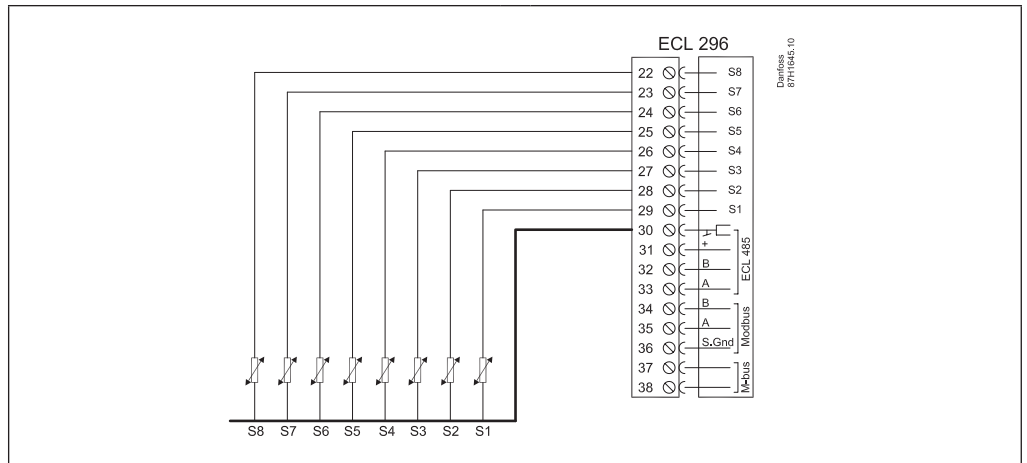 ECL 296
Danfoss
87H1645.10
22 S8
23 S7
24 S6
25 S5
26 S4
27 S3
28 S2
29 S1
30
31 +
32 B
33 A
ECL 485
34 B
35 A
36 S.Gnd
Modbus
37
38
M-bus
S8 S7 S6 S5 S4 S3 S2 S1